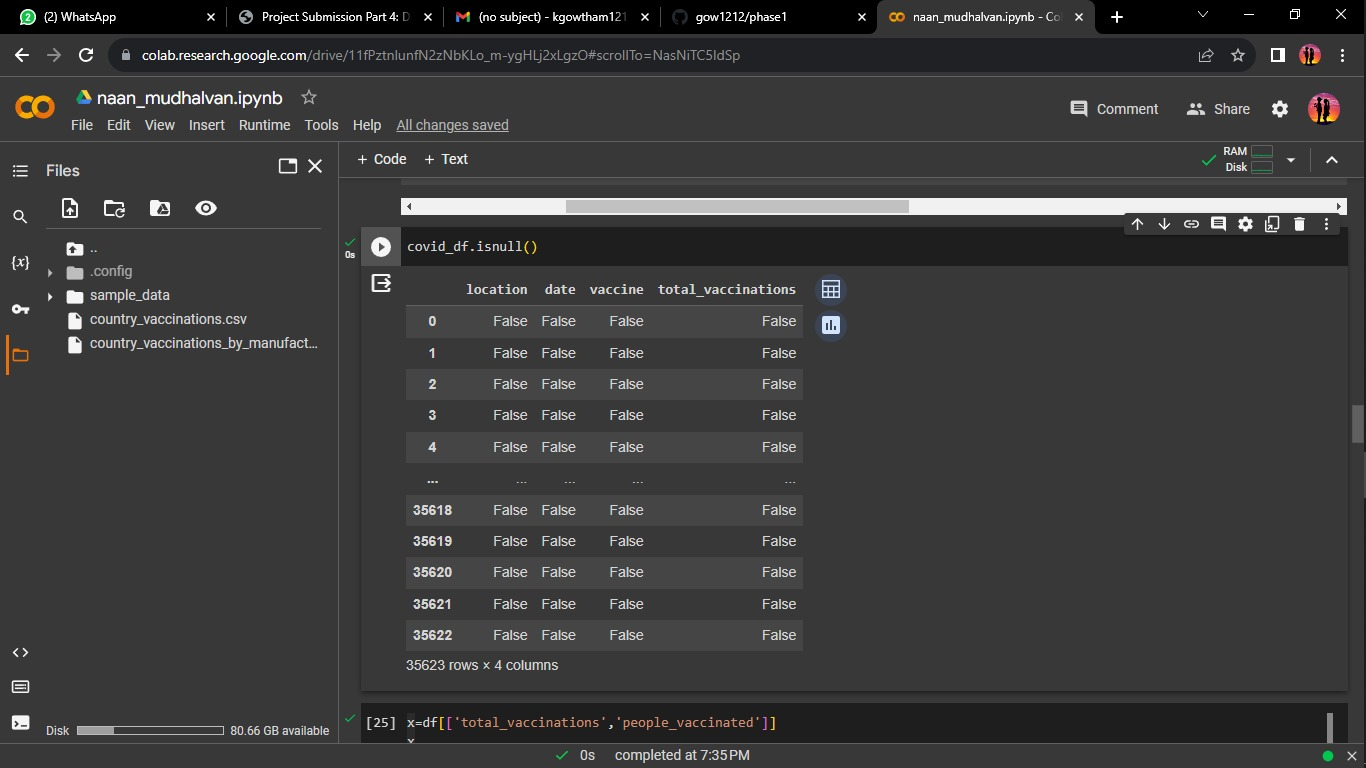 (2) WhatsApp
Project Submission Part 4: D
(no subject) - kgowtham121
gow1212/phase1
naan_mudhalvan.ipynb - Co
colab.research.google.com/drive/11fPztnlunfN2zNbKLo_m-ygHLj2xLgzO#scrollTo=NasNiTC5IdSp
naan_mudhalvan.ipynb
Comment Share
File Edit View Insert Runtime Tools Help All changes saved
Files
+ Code + Text
RAM
Disk
..
{x}
.config
sample_data
country_vaccinations.csv
country_vaccinations_by_manufact...
0s
covid_df.isnull()
location date vaccine total_vaccinations
0 False False False False
1 False False False False
2 False False False False
3 False False False False
4 False False False False
... ... ... ... ...
35618 False False False False
35619 False False False False
35620 False False False False
35621 False False False False
35622 False False False False
35623 rows × 4 columns
[25] x=df[['total_vaccinations','people_vaccinated']]
Disk 80.66 GB available
0s completed at 7:35 PM